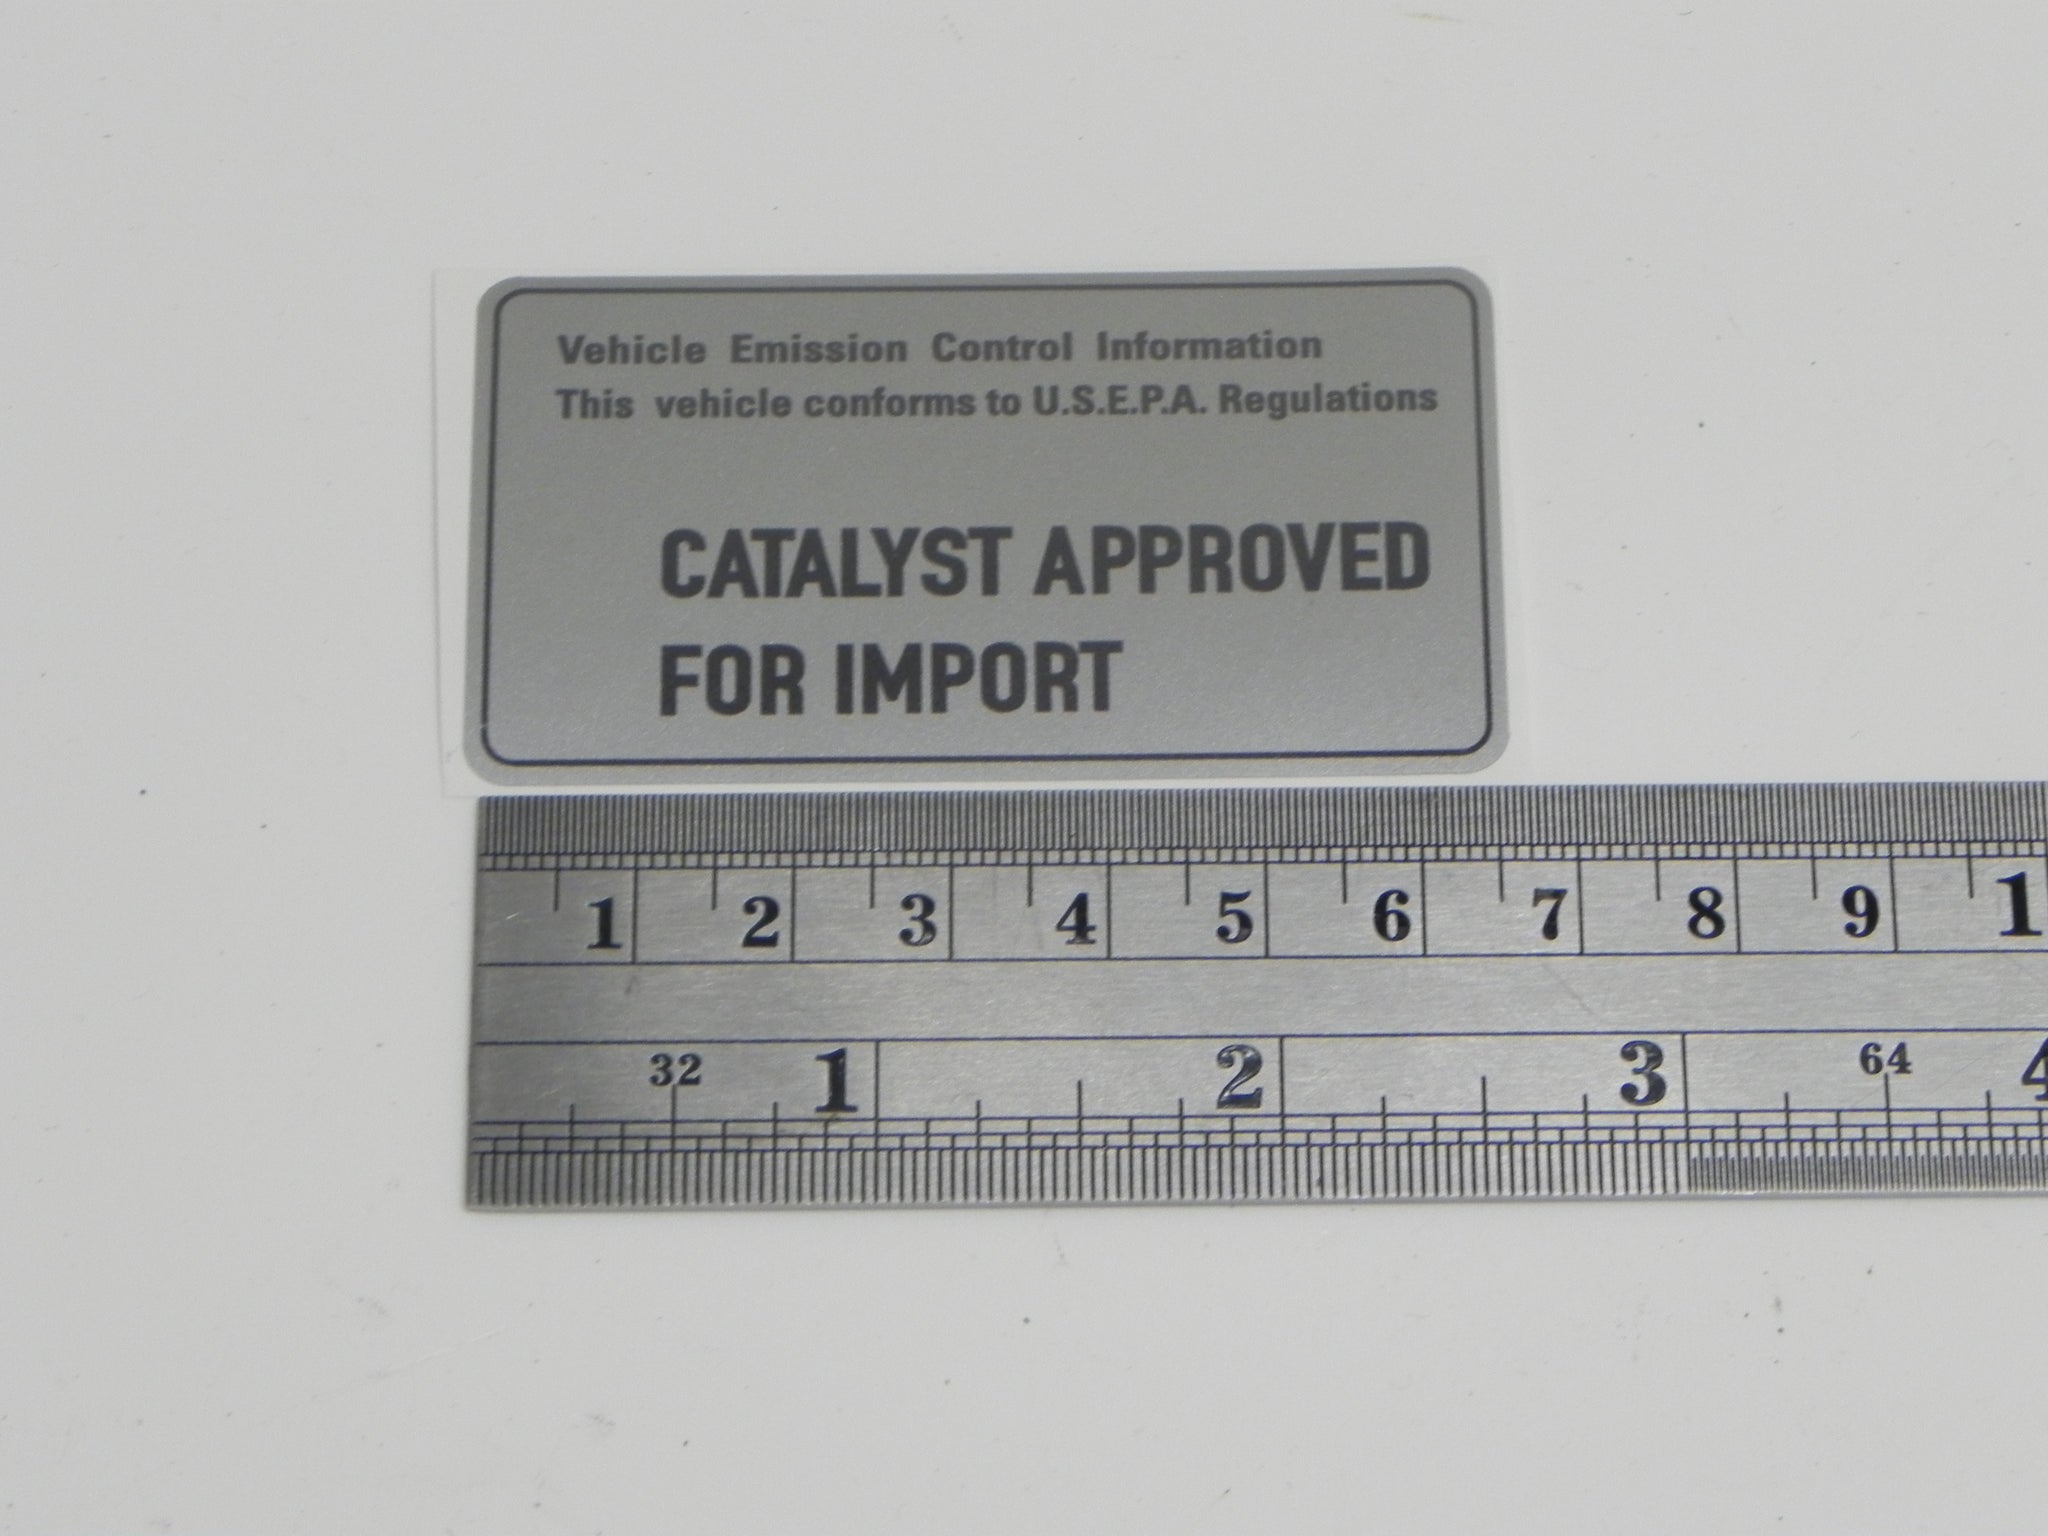 Vehicle Emission Control Information
This vehicle conforms to U.S.E.P.A. Regulations
CATALYST APPROVED
FOR IMPORT
1 2 3 4 5 6 7 8 9 1
32 1 2 3 64 4